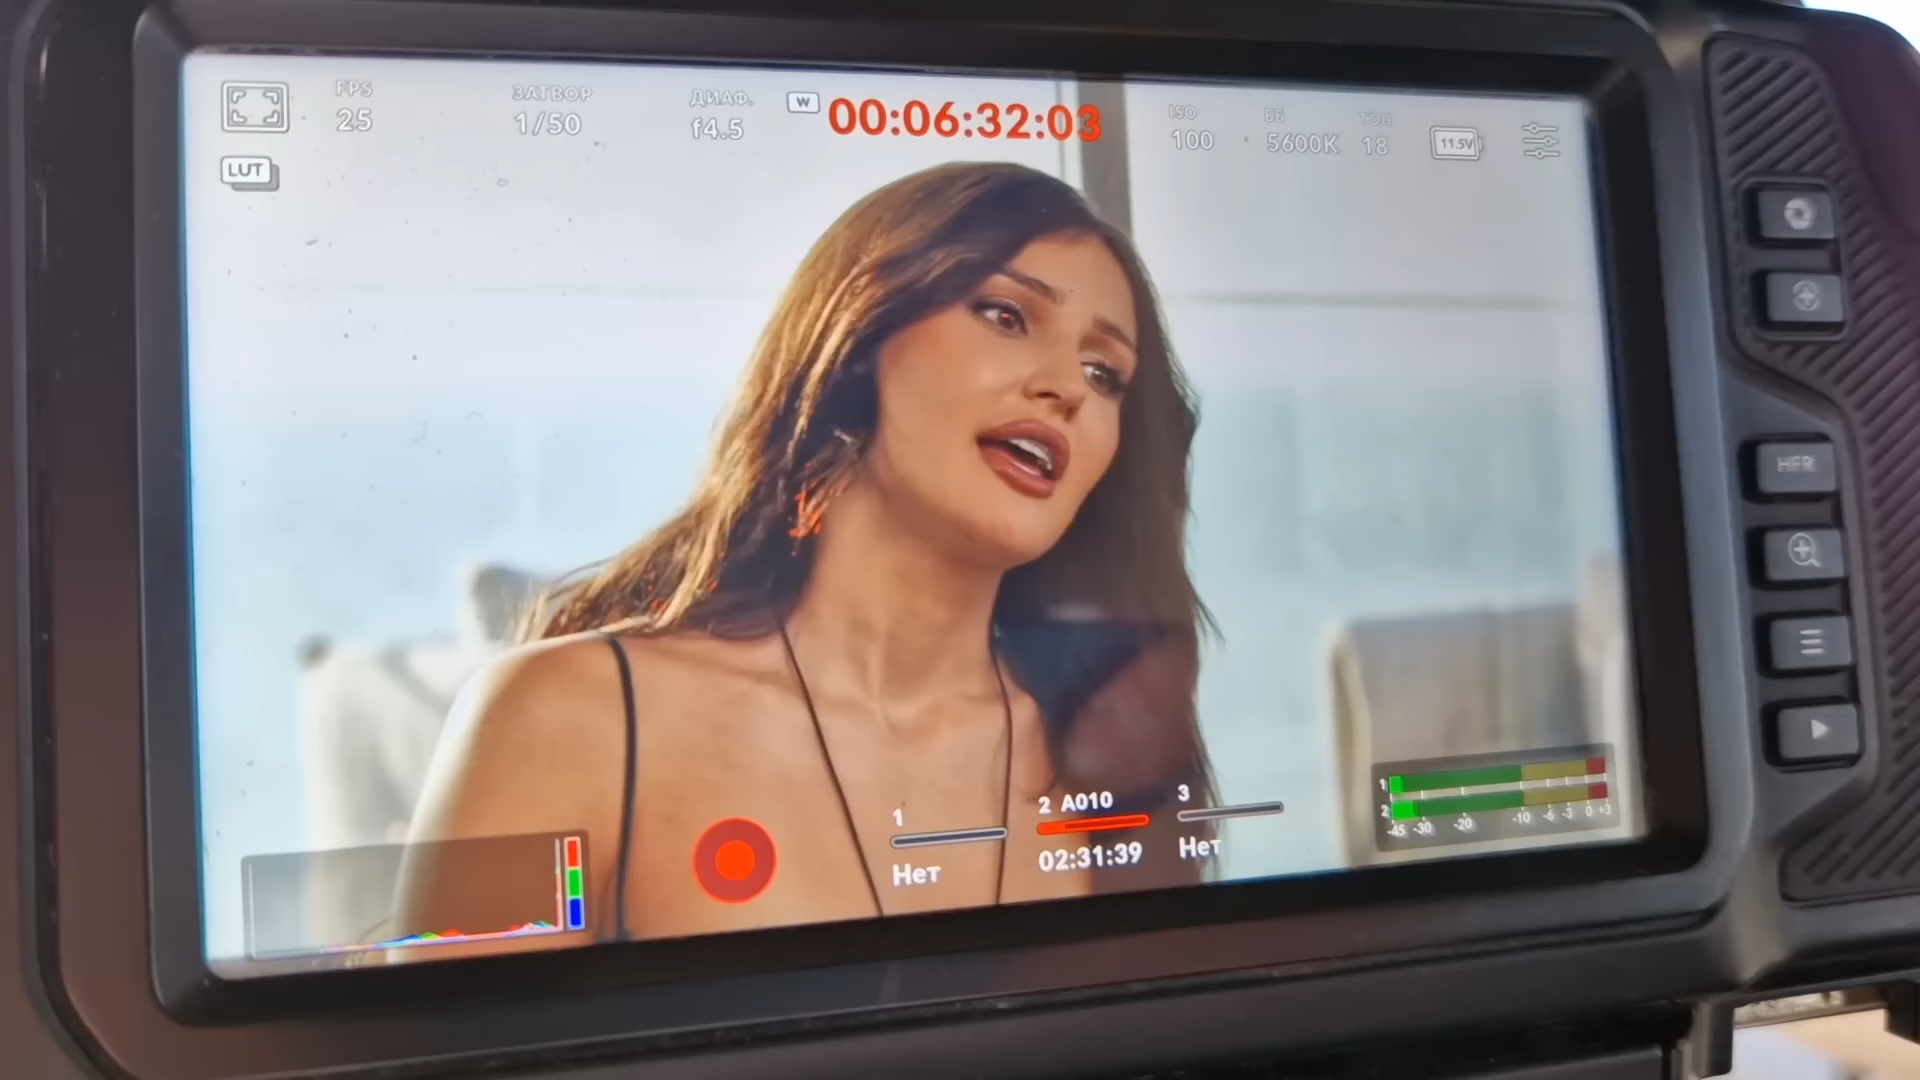 FPS
25
ЗАТВОР
1/50
ДИАФ.
f4.5
W
00:06:32:03
ISO
100
ББ
5600K
ТОН
18
11.5V
LUT
HFR
1
Нет
2 A010
02:31:39
3
Нет
1
2
-45 -30 -20 -10 -6 -3 0 +3